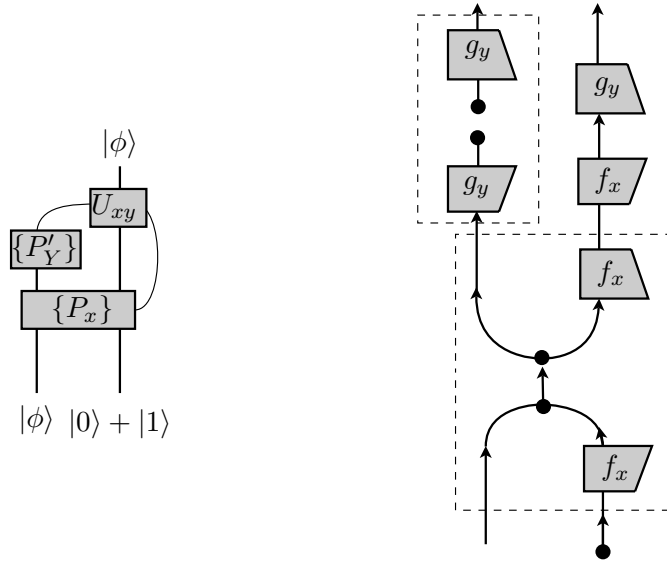 |ϕ⟩
U_{xy}
{P'_Y}
{P_x}
|ϕ⟩ |0⟩ + |1⟩
g_y
g_y
g_y
f_x
f_x
f_x